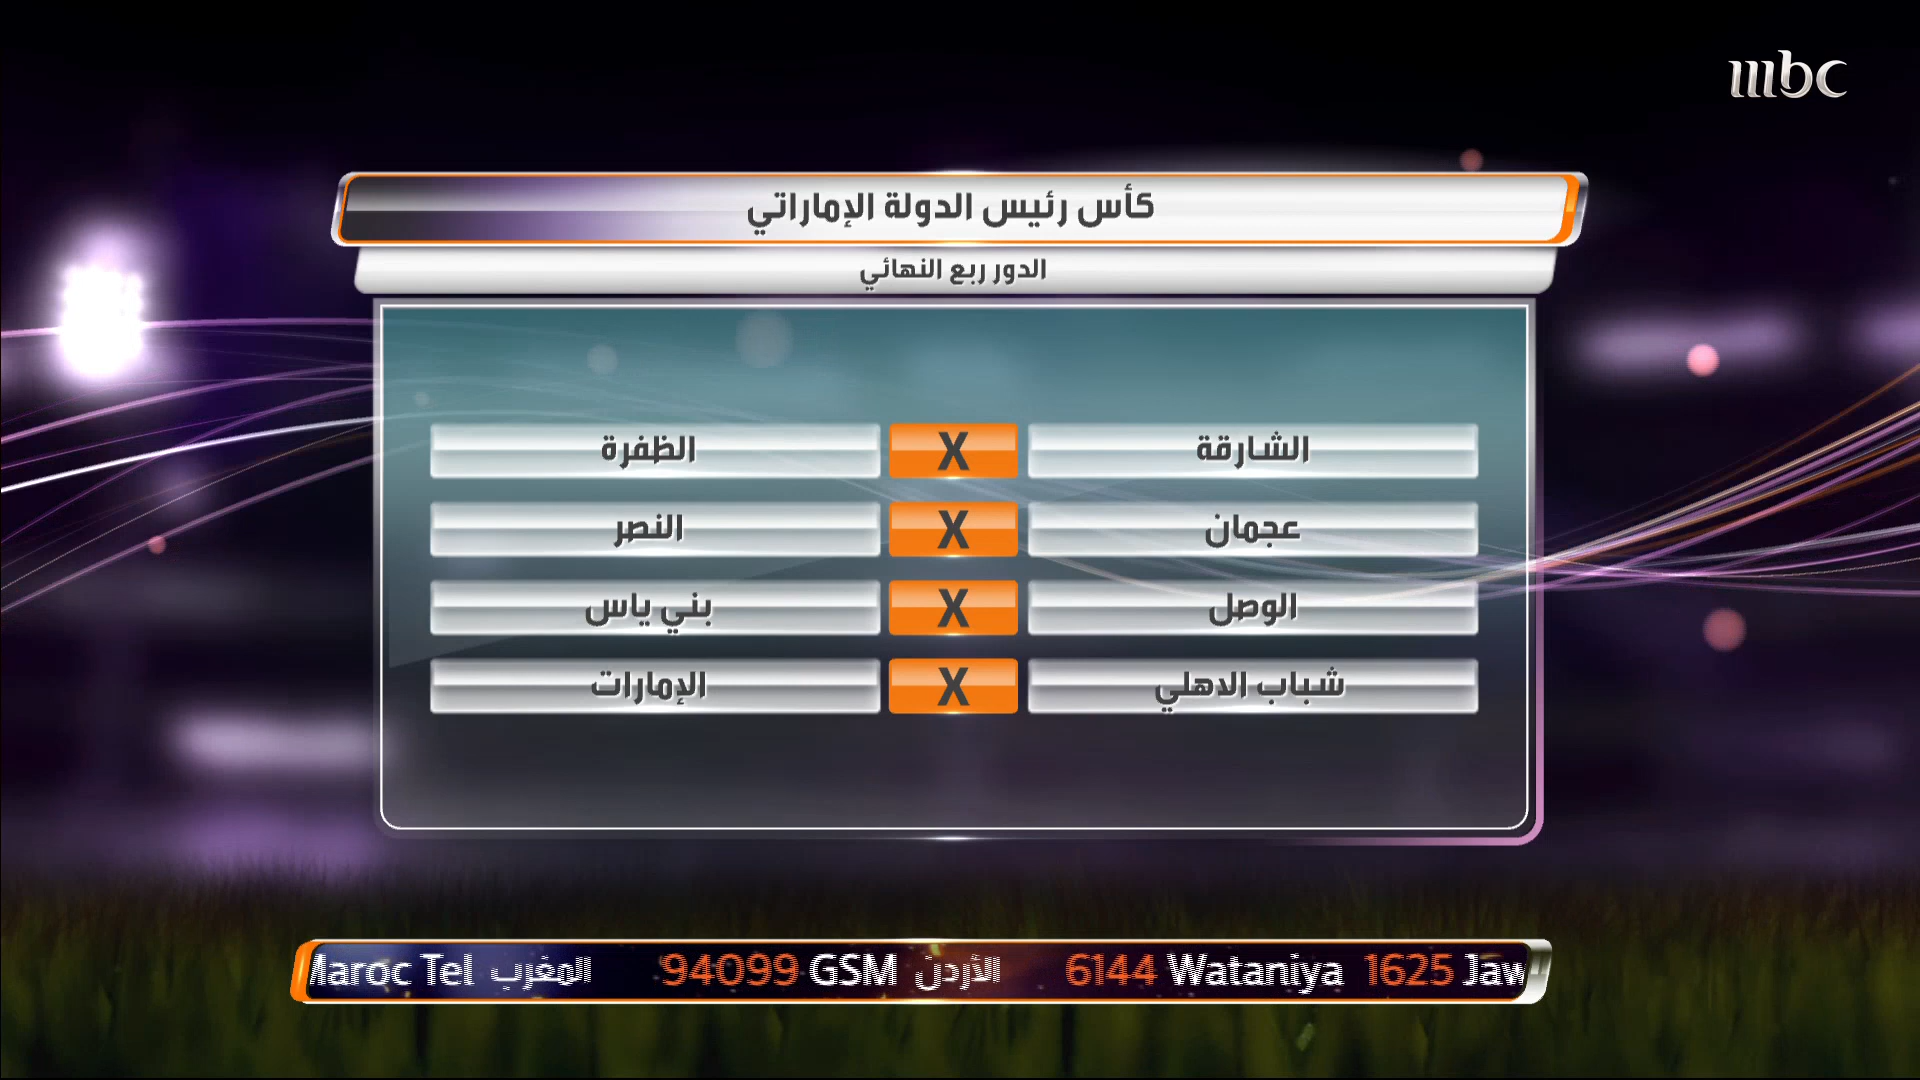 mbc
كأس رئيس الدولة الإماراتي
الدور ربع النهائي
الشارقة X الظفرة
عجمان X النصر
الوصل X بني ياس
شباب الاهلي X الإمارات
Maroc Tel المغرب 94099 GSM الأردن 6144 Wataniya 1625 Jaw